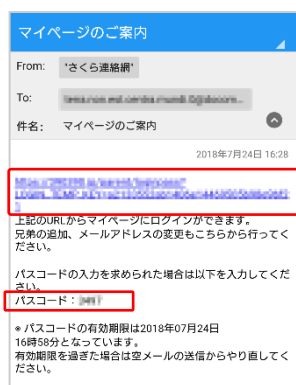 マイページのご案内
From: 'さくら連絡網'
To:
件名: マイページのご案内
2018年7月24日 16:28
上記のURLからマイページにログインができます。
兄弟の追加、メールアドレスの変更もこちらから行ってく
ださい。
パスコードの入力を求められた場合は以下を入力してくだ
さい。
パスコード:
※ パスコードの有効期限は2018年07月24日
16時58分となっています。
有効期限を過ぎた場合は空メールの送信からやり直してく
ださい。